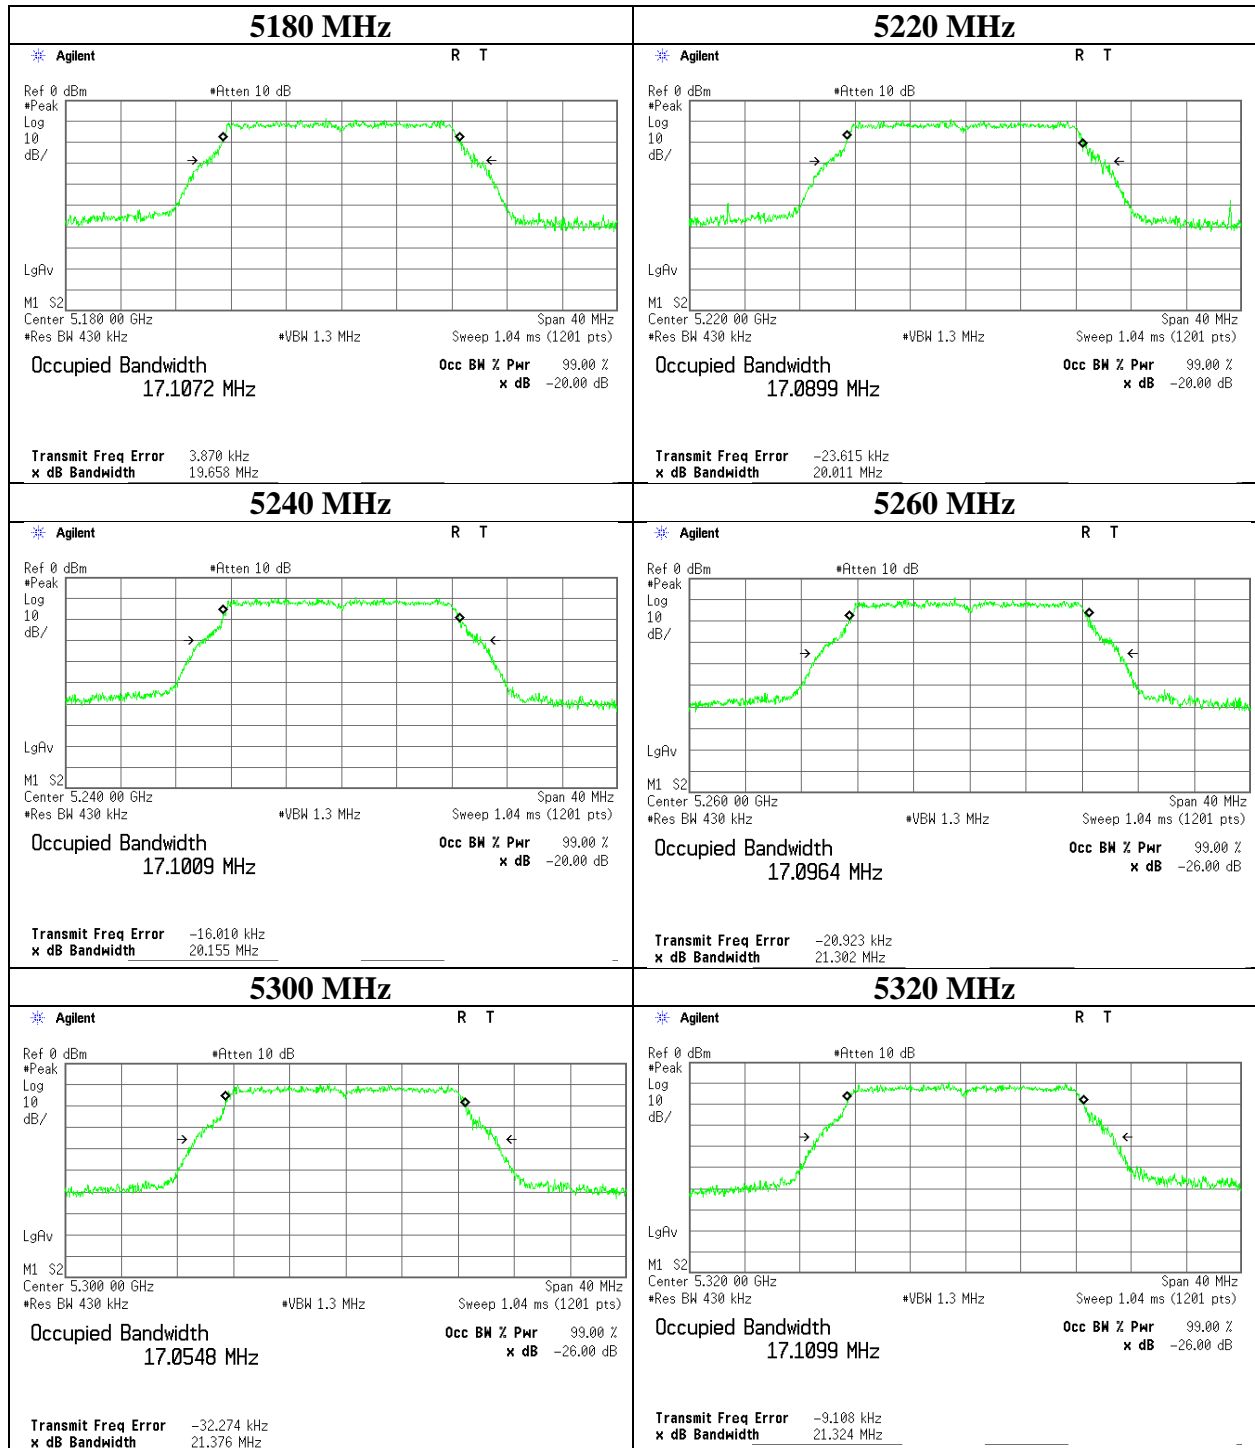 5180 MHz
Agilent R T
Ref 0 dBm #Atten 10 dB
#Peak
Log
10
dB/
LgAv
M1 S2
Center 5.180 00 GHz Span 40 MHz
#Res BW 430 kHz #VBW 1.3 MHz Sweep 1.04 ms (1201 pts)
Occupied Bandwidth Occ BW % Pwr 99.00 %
17.1072 MHz x dB -20.00 dB
Transmit Freq Error 3.870 kHz
x dB Bandwidth 19.658 MHz
5220 MHz
Agilent R T
Ref 0 dBm #Atten 10 dB
#Peak
Log
10
dB/
LgAv
M1 S2
Center 5.220 00 GHz Span 40 MHz
#Res BW 430 kHz #VBW 1.3 MHz Sweep 1.04 ms (1201 pts)
Occupied Bandwidth Occ BW % Pwr 99.00 %
17.0899 MHz x dB -20.00 dB
Transmit Freq Error -23.615 kHz
x dB Bandwidth 20.011 MHz
5240 MHz
Agilent R T
Ref 0 dBm #Atten 10 dB
#Peak
Log
10
dB/
LgAv
M1 S2
Center 5.240 00 GHz Span 40 MHz
#Res BW 430 kHz #VBW 1.3 MHz Sweep 1.04 ms (1201 pts)
Occupied Bandwidth Occ BW % Pwr 99.00 %
17.1009 MHz x dB -20.00 dB
Transmit Freq Error -16.010 kHz
x dB Bandwidth 20.155 MHz
5260 MHz
Agilent R T
Ref 0 dBm #Atten 10 dB
#Peak
Log
10
dB/
LgAv
M1 S2
Center 5.260 00 GHz Span 40 MHz
#Res BW 430 kHz #VBW 1.3 MHz Sweep 1.04 ms (1201 pts)
Occupied Bandwidth Occ BW % Pwr 99.00 %
17.0964 MHz x dB -26.00 dB
Transmit Freq Error -20.923 kHz
x dB Bandwidth 21.302 MHz
5300 MHz
Agilent R T
Ref 0 dBm #Atten 10 dB
#Peak
Log
10
dB/
LgAv
M1 S2
Center 5.300 00 GHz Span 40 MHz
#Res BW 430 kHz #VBW 1.3 MHz Sweep 1.04 ms (1201 pts)
Occupied Bandwidth Occ BW % Pwr 99.00 %
17.0548 MHz x dB -26.00 dB
Transmit Freq Error -32.274 kHz
x dB Bandwidth 21.376 MHz
5320 MHz
Agilent R T
Ref 0 dBm #Atten 10 dB
#Peak
Log
10
dB/
LgAv
M1 S2
Center 5.320 00 GHz Span 40 MHz
#Res BW 430 kHz #VBW 1.3 MHz Sweep 1.04 ms (1201 pts)
Occupied Bandwidth Occ BW % Pwr 99.00 %
17.1099 MHz x dB -26.00 dB
Transmit Freq Error -9.108 kHz
x dB Bandwidth 21.324 MHz